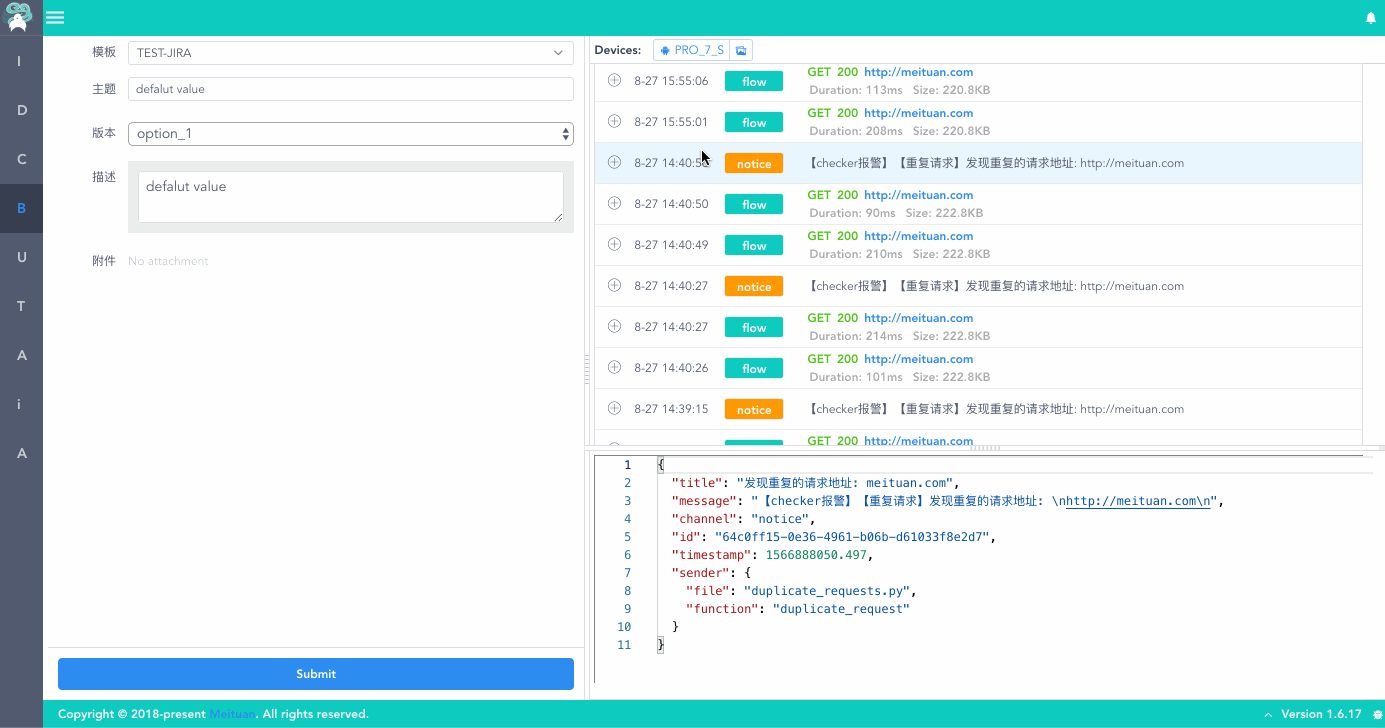 I
D
C
B
U
T
A
i
A
模板
TEST-JIRA
主题
defalut value
版本
option_1
描述
defalut value
附件
No attachment
Submit
Devices:
PRO_7_S
8-27 15:55:06
flow
GET 200 http://meituan.com
Duration: 113ms Size: 220.8KB
8-27 15:55:01
flow
GET 200 http://meituan.com
Duration: 208ms Size: 220.8KB
8-27 14:40:5
notice
【checker报警】【重复请求】发现重复的请求地址: http://meituan.com
8-27 14:40:50
flow
GET 200 http://meituan.com
Duration: 90ms Size: 222.8KB
8-27 14:40:49
flow
GET 200 http://meituan.com
Duration: 210ms Size: 222.8KB
8-27 14:40:27
notice
【checker报警】【重复请求】发现重复的请求地址: http://meituan.com
8-27 14:40:27
flow
GET 200 http://meituan.com
Duration: 214ms Size: 222.8KB
8-27 14:40:26
flow
GET 200 http://meituan.com
Duration: 101ms Size: 222.8KB
8-27 14:39:15
notice
【checker报警】【重复请求】发现重复的请求地址: http://meituan.com
GET 200 http://meituan.com
1 {
2 "title": "发现重复的请求地址: meituan.com",
3 "message": "【checker报警】【重复请求】发现重复的请求地址: \nhttp://meituan.com\n",
4 "channel": "notice",
5 "id": "64c0ff15-0e36-4961-b06b-d61033f8e2d7",
6 "timestamp": 1566888050.497,
7 "sender": {
8 "file": "duplicate_requests.py",
9 "function": "duplicate_request"
10 }
11 }
Copyright © 2018-present Meituan. All rights reserved.
Version 1.6.17